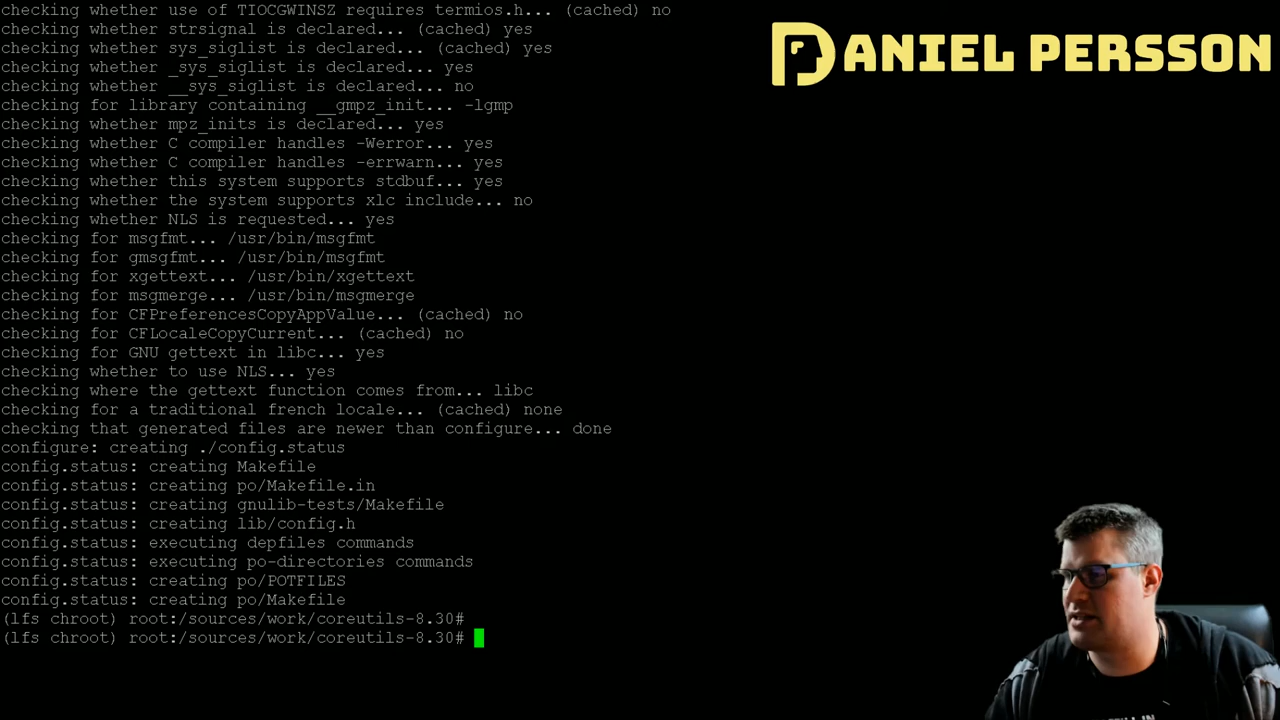 checking whether use of TIOCGWINSZ requires termios.h... (cached) no
checking whether strsignal is declared... (cached) yes
checking whether sys_siglist is declared... (cached) yes
checking whether _sys_siglist is declared... yes
checking whether __sys_siglist is declared... no
checking for library containing __gmpz_init... -lgmp
checking whether mpz_inits is declared... yes
checking whether C compiler handles -Werror... yes
checking whether C compiler handles -errwarn... yes
checking whether this system supports stdbuf... yes
checking whether the system supports xlc include... no
checking whether NLS is requested... yes
checking for msgfmt... /usr/bin/msgfmt
checking for gmsgfmt... /usr/bin/msgfmt
checking for xgettext... /usr/bin/xgettext
checking for msgmerge... /usr/bin/msgmerge
checking for CFPreferencesCopyAppValue... (cached) no
checking for CFLocaleCopyCurrent... (cached) no
checking for GNU gettext in libc... yes
checking whether to use NLS... yes
checking where the gettext function comes from... libc
checking for a traditional french locale... (cached) none
checking that generated files are newer than configure... done
configure: creating ./config.status
config.status: creating Makefile
config.status: creating po/Makefile.in
config.status: creating gnulib-tests/Makefile
config.status: creating lib/config.h
config.status: executing depfiles commands
config.status: executing po-directories commands
config.status: creating po/POTFILES
config.status: creating po/Makefile
(lfs chroot) root:/sources/work/coreutils-8.30#
(lfs chroot) root:/sources/work/coreutils-8.30#
DANIEL PERSSON